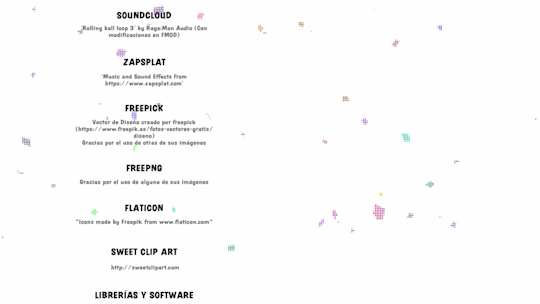 SOUNDCLOUD
'Rolling ball loop 3' by Rage-Man Audio (Con
modificaciones en FMOD)
ZAPSPLAT
'Music and Sound Effects from
https://www.zapsplat.com'
FREEPICK
Vector de Diseño creado por freepick
(https://www.freepik.es/fotos-vectores-gratis/
diseno)
Gracias por el uso de otras de sus imágenes
FREEPNG
Gracias por el uso de alguna de sus imágenes
FLATICON
"Icons made by Freepik from www.flaticon.com"
SWEET CLIP ART
http://sweetclipart.com
LIBRERÍAS Y SOFTWARE